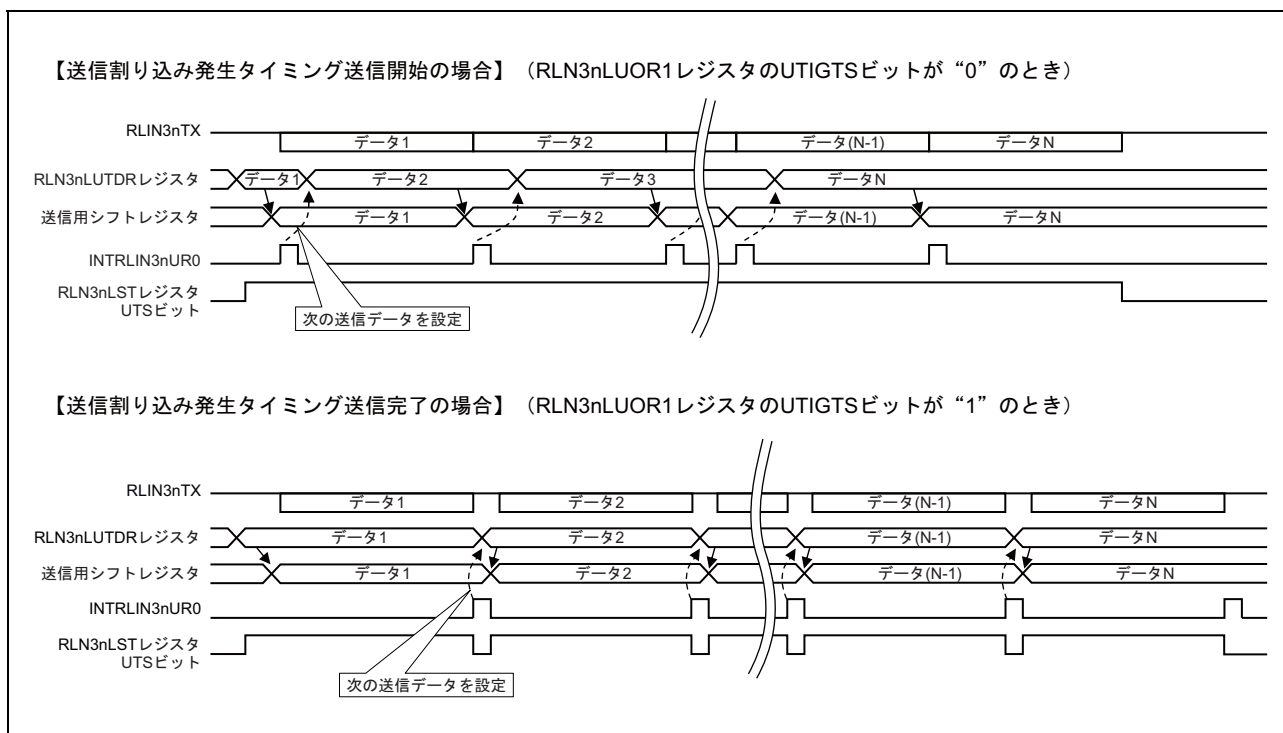 【送信割り込み発生タイミング送信開始の場合】 （RLN3nLUOR1レジスタのUTIGTSビットが“0”のとき）
RLIN3nTX
データ1 データ2 データ(N-1) データN
RLN3nLUTDRレジスタ
データ1 データ2 データ3 データN
送信用シフトレジスタ
データ1 データ2 データ(N-1) データN
INTRLIN3nUR0
RLN3nLSTレジスタ
UTSビット
次の送信データを設定
【送信割り込み発生タイミング送信完了の場合】 （RLN3nLUOR1レジスタのUTIGTSビットが“1”のとき）
RLIN3nTX
データ1 データ2 データ(N-1) データN
RLN3nLUTDRレジスタ
データ1 データ2 データ(N-1) データN
送信用シフトレジスタ
データ1 データ2 データ(N-1) データN
INTRLIN3nUR0
RLN3nLSTレジスタ
UTSビット
次の送信データを設定